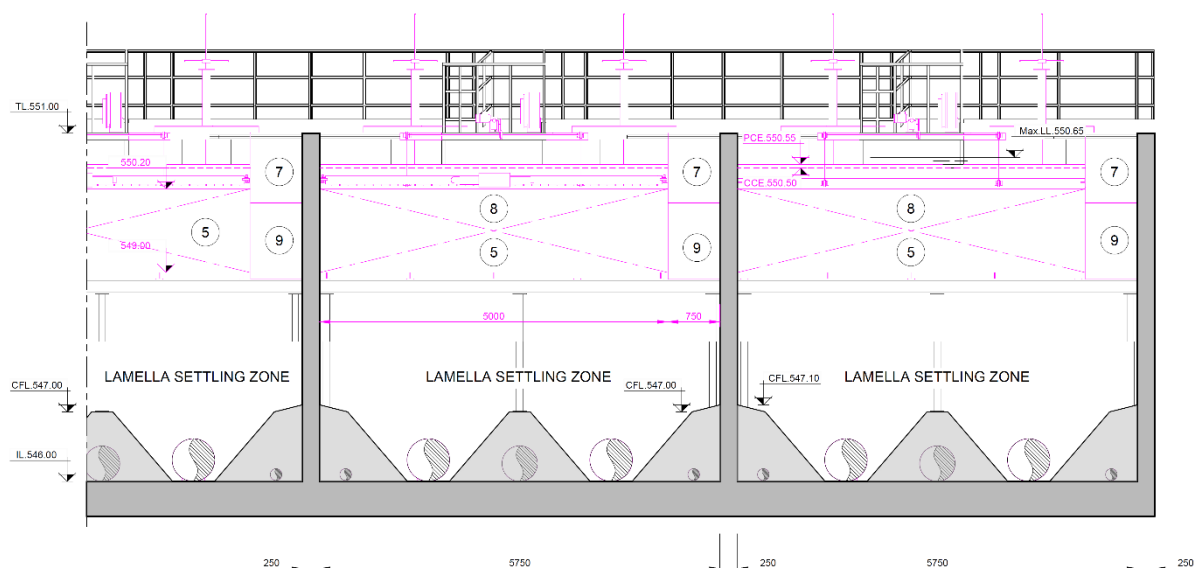 TL.551.00
PCE.550.55
Max.LL.550.65
550.20
7
7
CCE.550.50
8
8
5
549.00
9
5
5
9
5000
750
LAMELLA SETTLING ZONE
LAMELLA SETTLING ZONE
LAMELLA SETTLING ZONE
CFL.547.00
CFL.547.00
CFL.547.10
IL.546.00
250
5750
250
5750
250